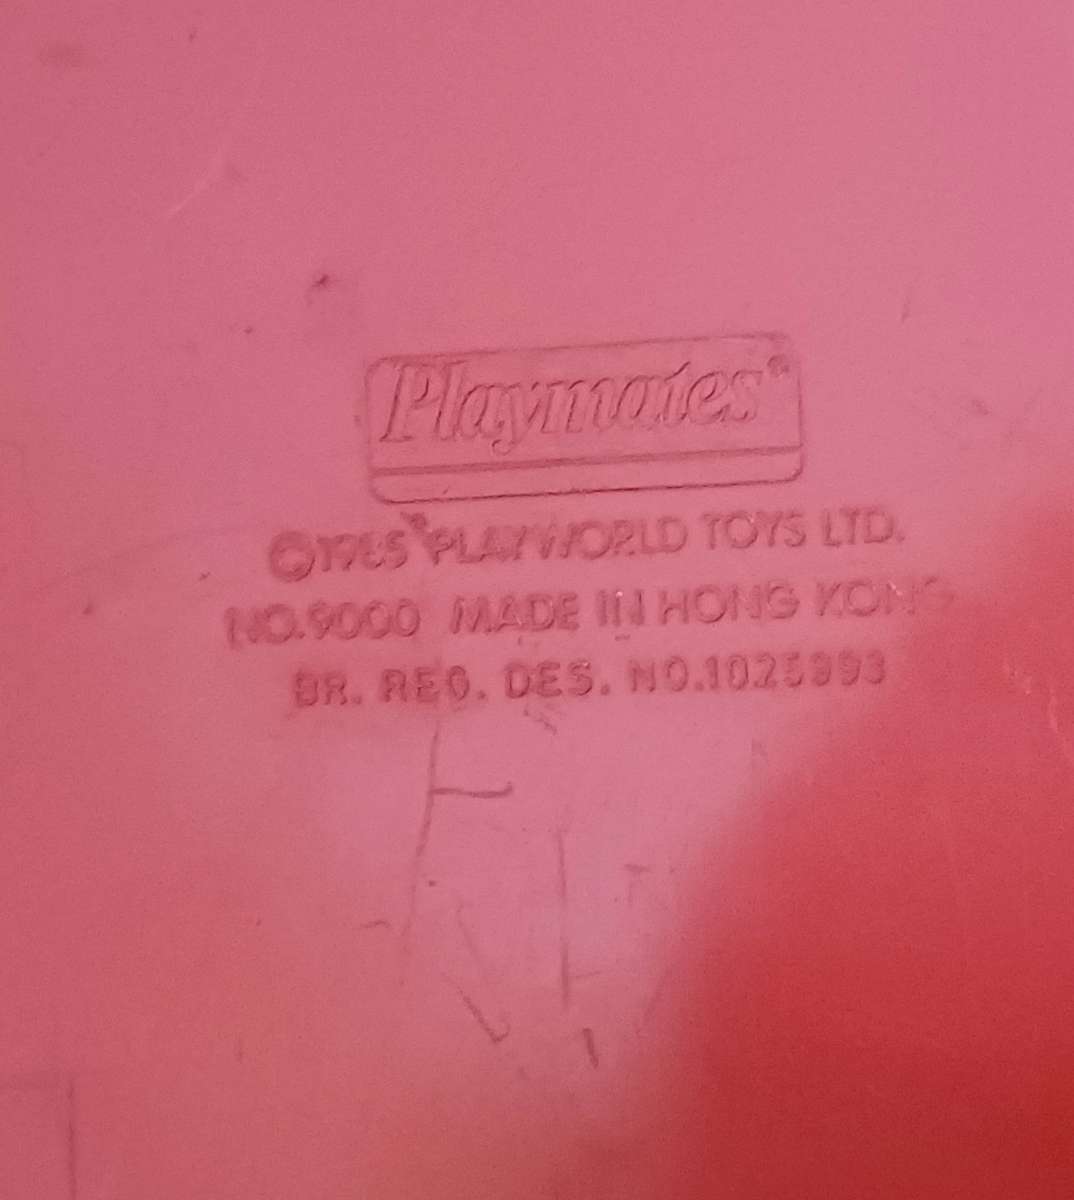 Playmates®
©1985 PLAYWORLD TOYS LTD.
NO.9000 MADE IN HONG KONG
BR. REG. DES. NO.1025993